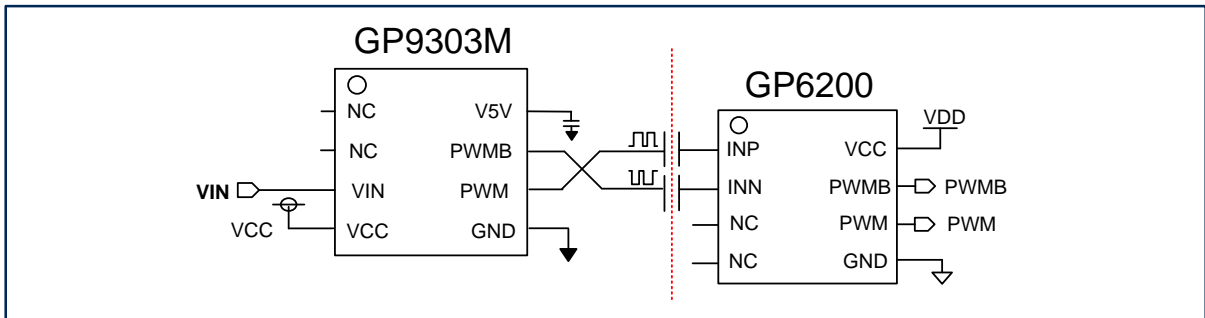 GP9303M
NC
NC
VIN
VCC
V5V
PWMB
PWM
GND
VIN
VCC
GP6200
INP
INN
NC
NC
VCC
PWMB
PWM
GND
VDD
PWMB
PWM